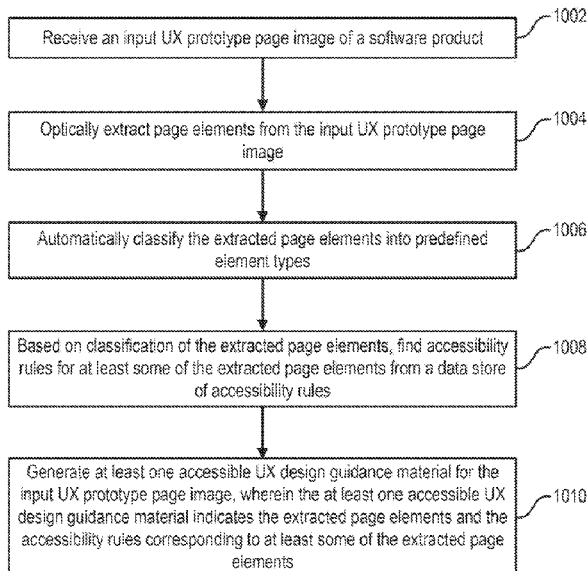 1002
Receive an input UX prototype page image of a software product
1004
Optically extract page elements from the input UX prototype page
image
1006
Automatically classify the extracted page elements into predefined
element types
1008
Based on classification of the extracted page elements, find accessibility
rules for at least some of the extracted page elements from a data store
of accessibility rules
1010
Generate at least one accessible UX design guidance material for the
input UX prototype page image, wherein the at least one accessible UX
design guidance material indicates the extracted page elements and the
accessibility rules corresponding to at least some of the extracted page
elements